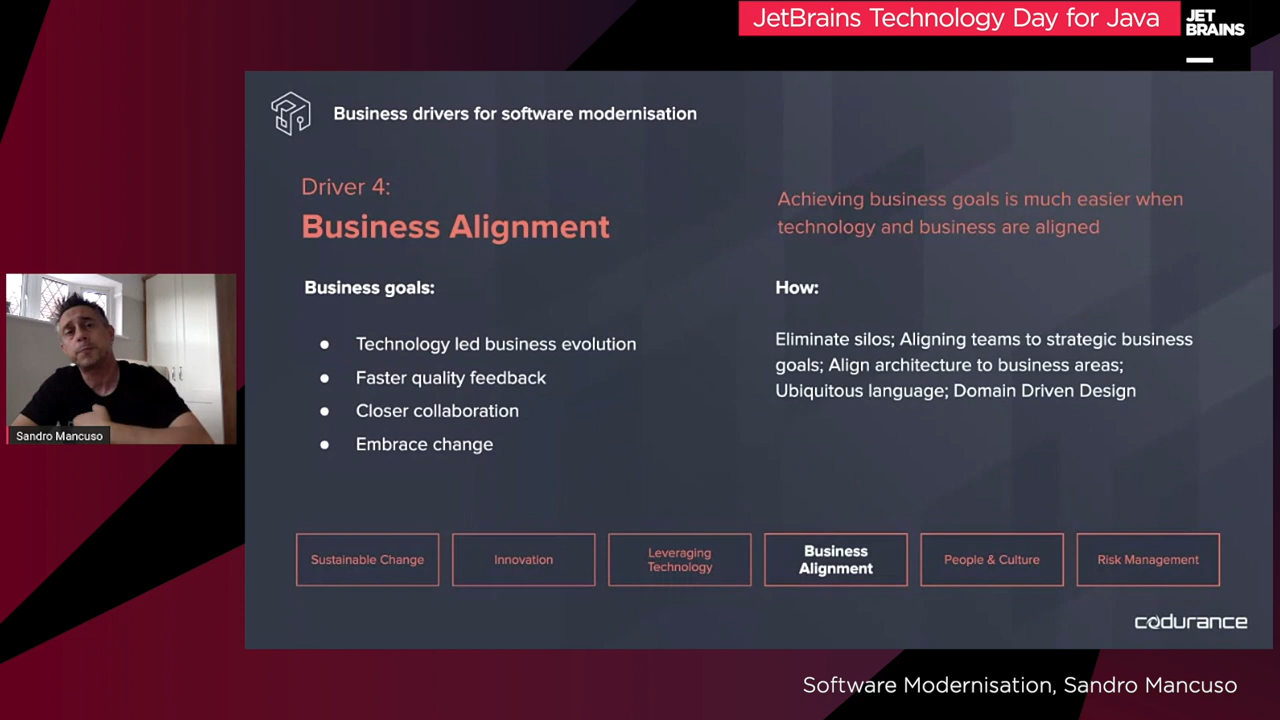 JetBrains Technology Day for Java
JET
BRAINS
Business drivers for software modernisation
Driver 4:
Business Alignment
Achieving business goals is much easier when
technology and business are aligned
Business goals:
• Technology led business evolution
• Faster quality feedback
• Closer collaboration
• Embrace change
How:
Eliminate silos; Aligning teams to strategic business
goals; Align architecture to business areas;
Ubiquitous language; Domain Driven Design
Sandro Mancuso
Sustainable Change
Innovation
Leveraging
Technology
Business
Alignment
People & Culture
Risk Management
codurance
Software Modernisation, Sandro Mancuso